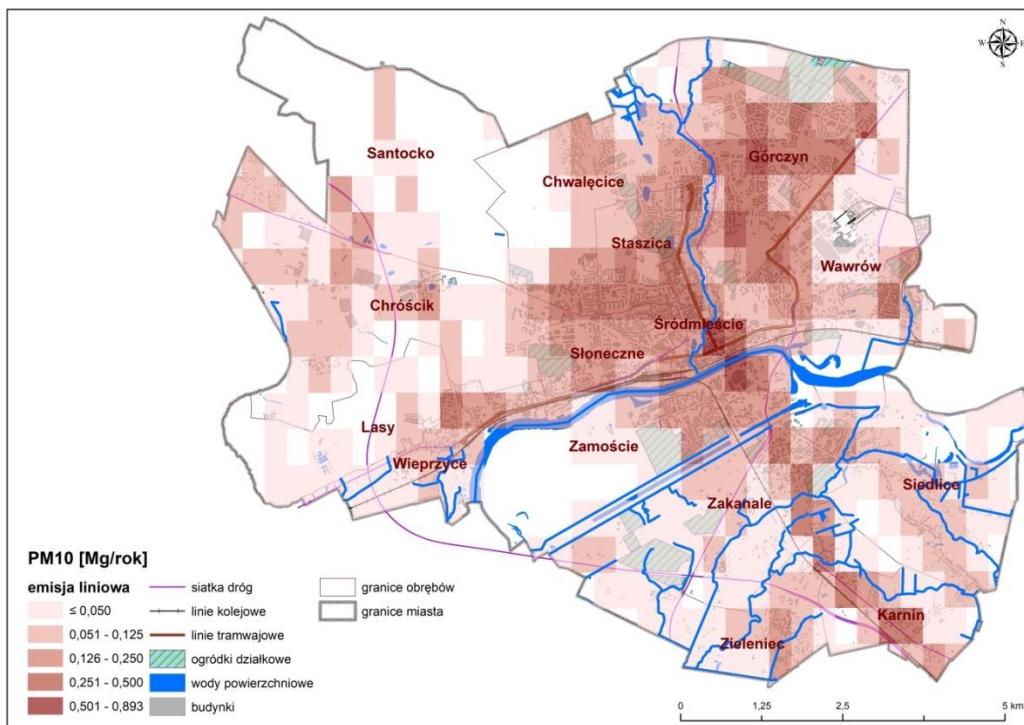 N
W E
S
Santocko
Górczyn
Chwalęcice
Staszica
Wawrów
Chróścik
Śródmieście
Słoneczne
Lasy
Zamoście
Wieprzyce
Siedlice
Zakanale
Karnin
Zieleniec
PM10 [Mg/rok]
emisja liniowa
≤ 0,050
0,051 - 0,125
0,126 - 0,250
0,251 - 0,500
0,501 - 0,893
siatka dróg
linie kolejowe
linie tramwajowe
ogródki działkowe
wody powierzchniowe
budynki
granice obrębów
granice miasta
0 1,25 2,5 5 km